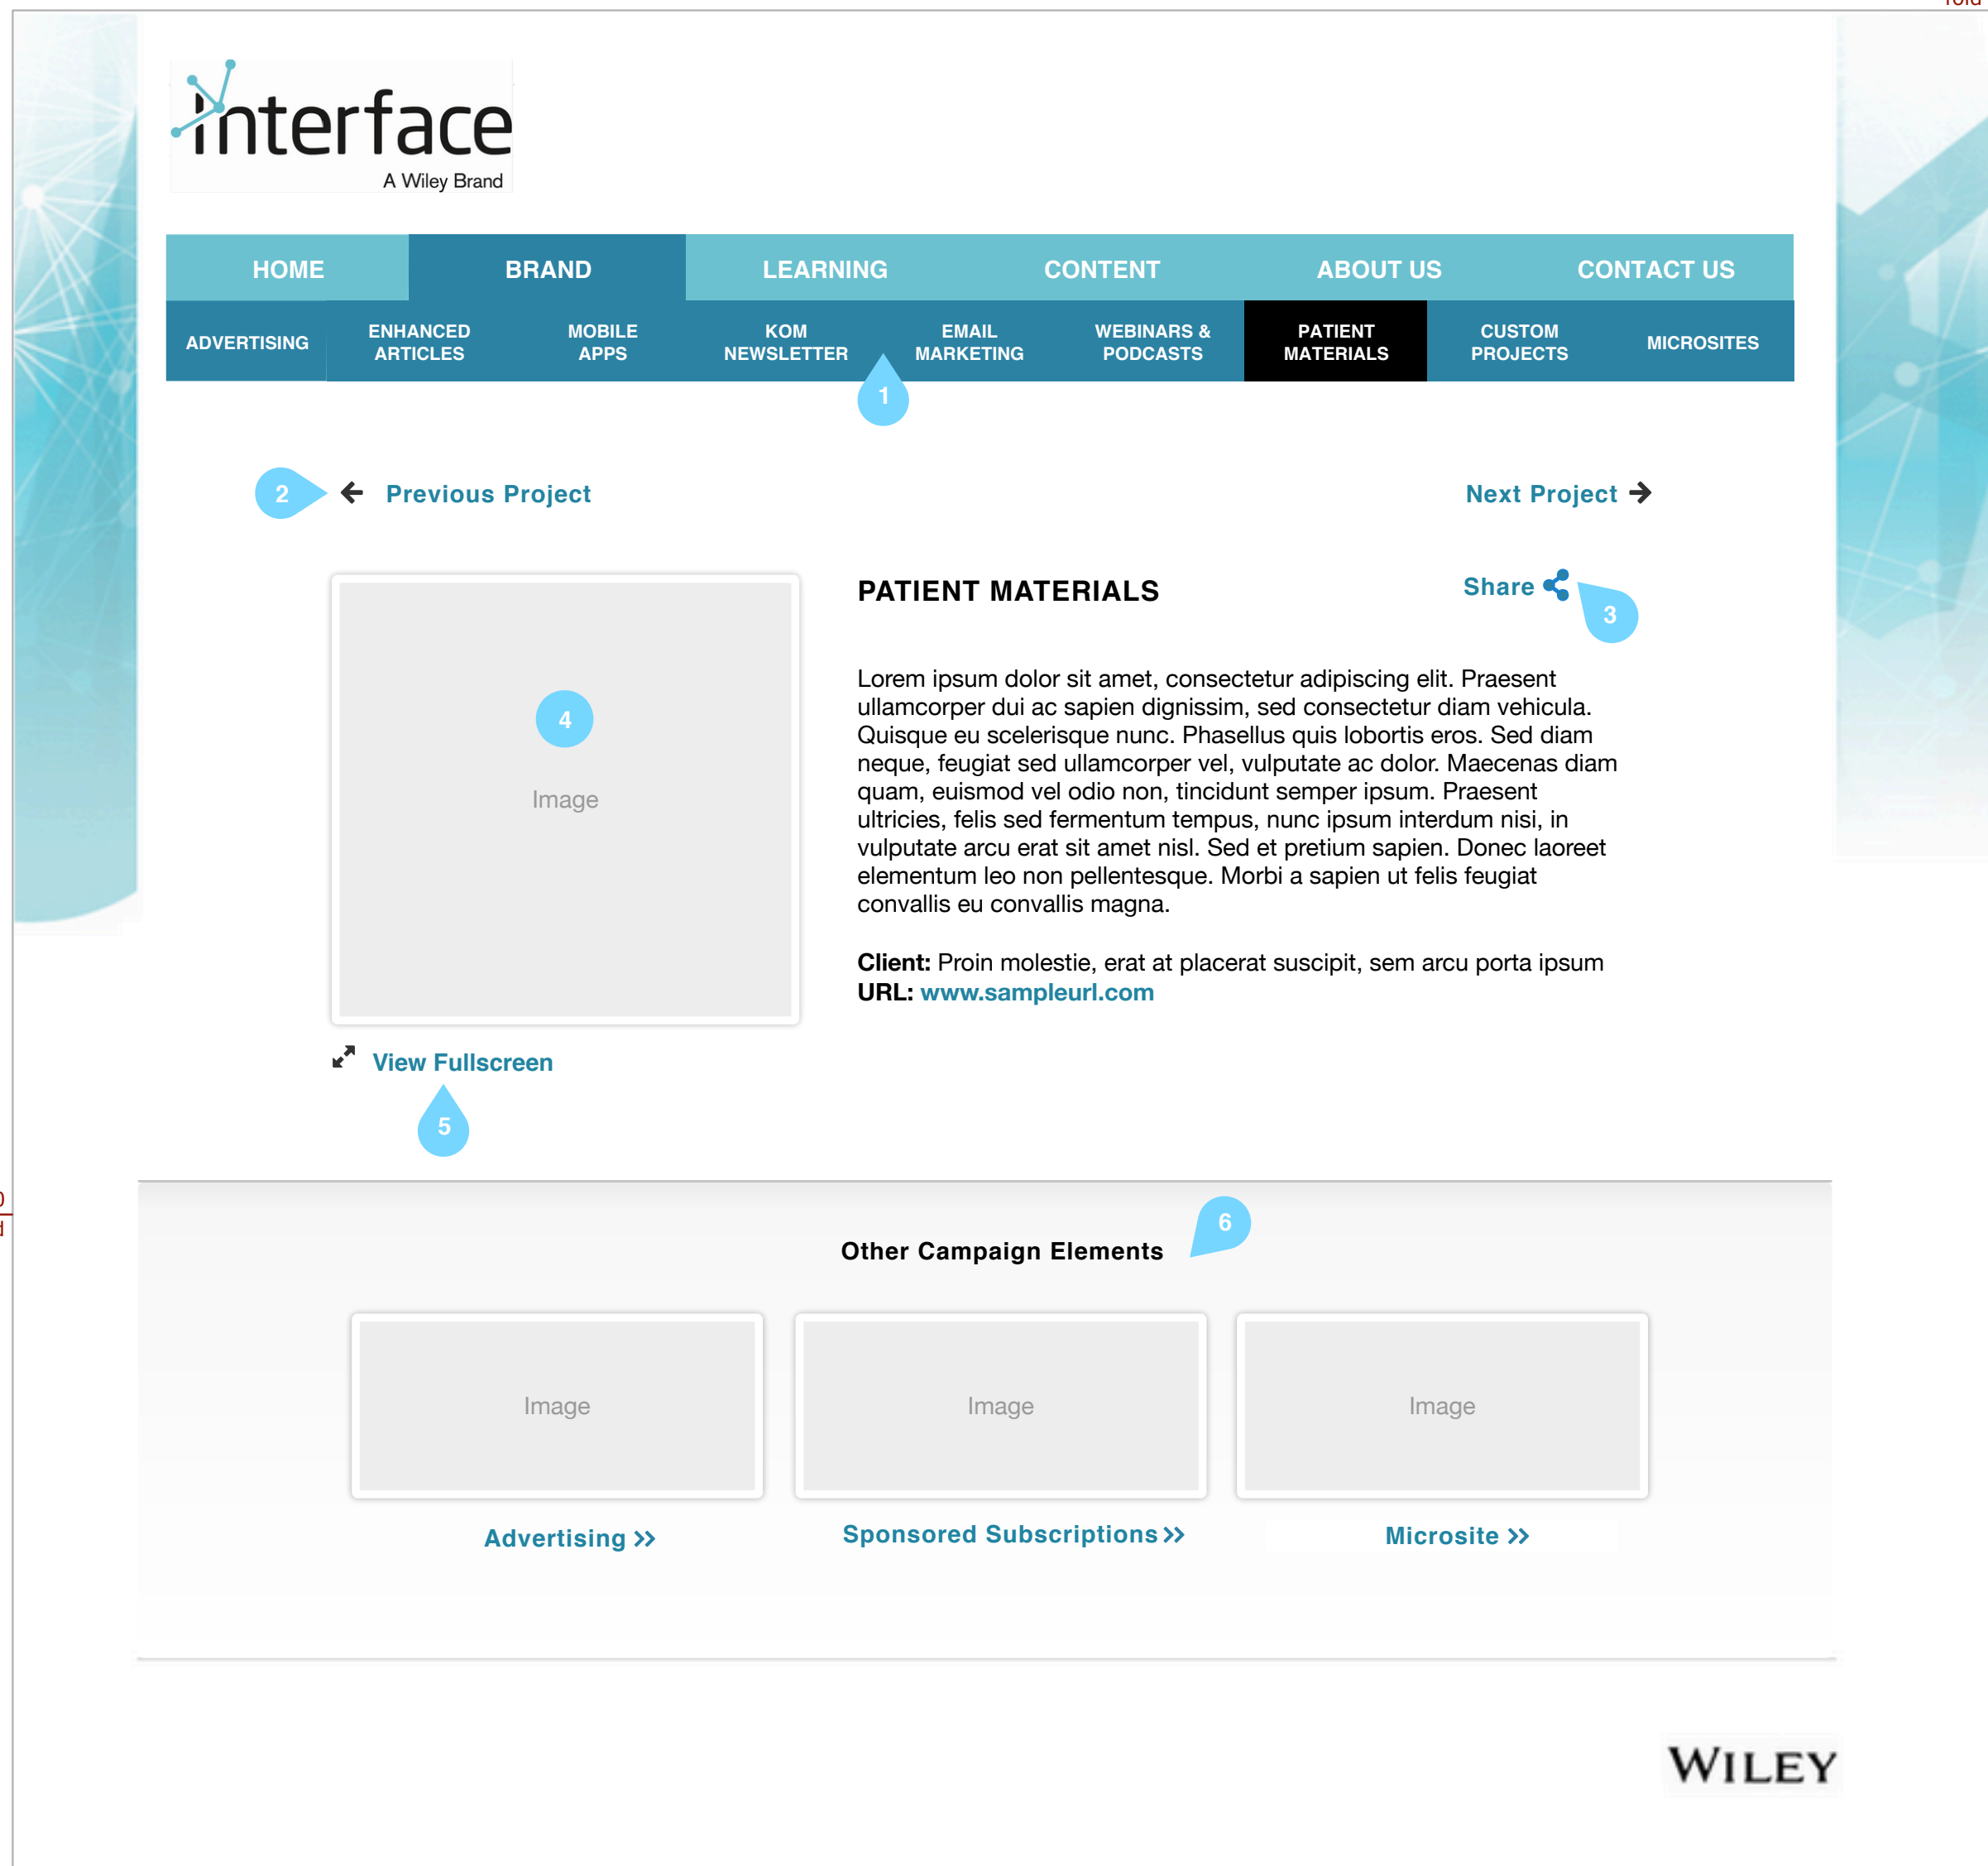 Interface
A Wiley Brand
HOME BRAND LEARNING CONTENT ABOUT US CONTACT US
ADVERTISING
ENHANCED
ARTICLES
MOBILE
APPS
KOM
NEWSLETTER
EMAIL
MARKETING
WEBINARS &
PODCASTS
PATIENT
MATERIALS
CUSTOM
PROJECTS
MICROSITES
1
2
Previous Project
Next Project
PATIENT MATERIALS
Share
3
4
Image
Lorem ipsum dolor sit amet, consectetur adipiscing elit. Praesent
ullamcorper dui ac sapien dignissim, sed consectetur diam vehicula.
Quisque eu scelerisque nunc. Phasellus quis lobortis eros. Sed diam
neque, feugiat sed ullamcorper vel, vulputate ac dolor. Maecenas diam
quam, euismod vel odio non, tincidunt semper ipsum. Praesent
ultricies, felis sed fermentum tempus, nunc ipsum interdum nisi, in
vulputate arcu erat sit amet nisl. Sed et pretium sapien. Donec laoreet
elementum leo non pellentesque. Morbi a sapien ut felis feugiat
convallis eu convallis magna.
Client: Proin molestie, erat at placerat suscipit, sem arcu porta ipsum
URL: www.sampleurl.com
View Fullscreen
5
6
Other Campaign Elements
Image
Image
Image
Advertising >>
Sponsored Subscriptions >>
Microsite >>
WILEY